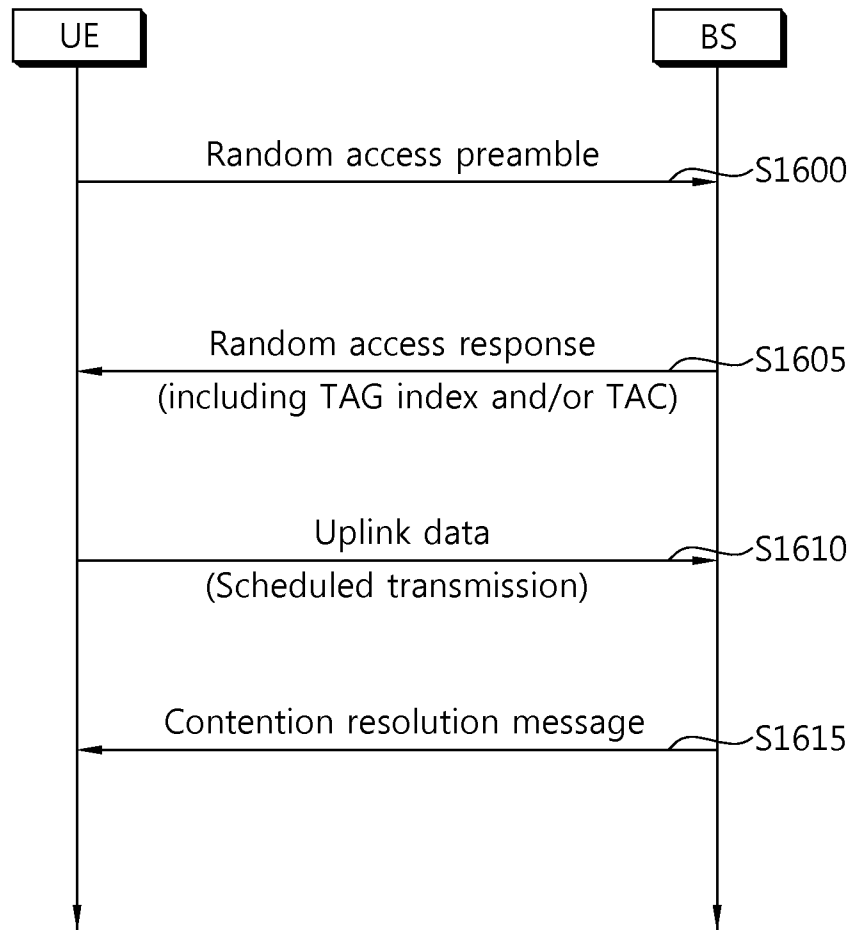 UE
BS
Random access preamble
S1600
Random access response
S1605
(including TAG index and/or TAC)
Uplink data
S1610
(Scheduled transmission)
Contention resolution message
S1615